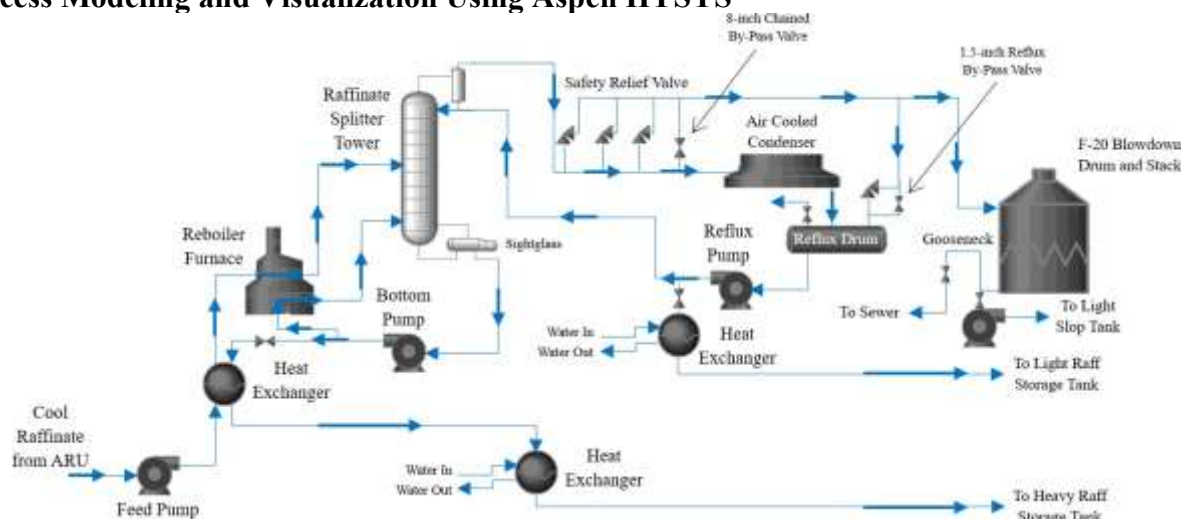 cess Modeling and Visualization Using Aspen HYSYS
8-inch Chained
By-Pass Valve
1.5-inch Reflux
By-Pass Valve
Safety Relief Valve
Raffinate
Splitter
Tower
Air Cooled
Condenser
F-20 Blowdown
Drum and Stack
Reboiler
Furnace
Sightglass
Reflux
Pump
Reflux Drum
Gooseneck
Bottom
Pump
To Sewer
To Light
Slop Tank
Water In
Water Out
Heat
Exchanger
Heat
Exchanger
To Light Raff
Storage Tank
Cool
Raffinate
from ARU
Feed Pump
Water In
Water Out
Heat
Exchanger
To Heavy Raff
Storage Tank